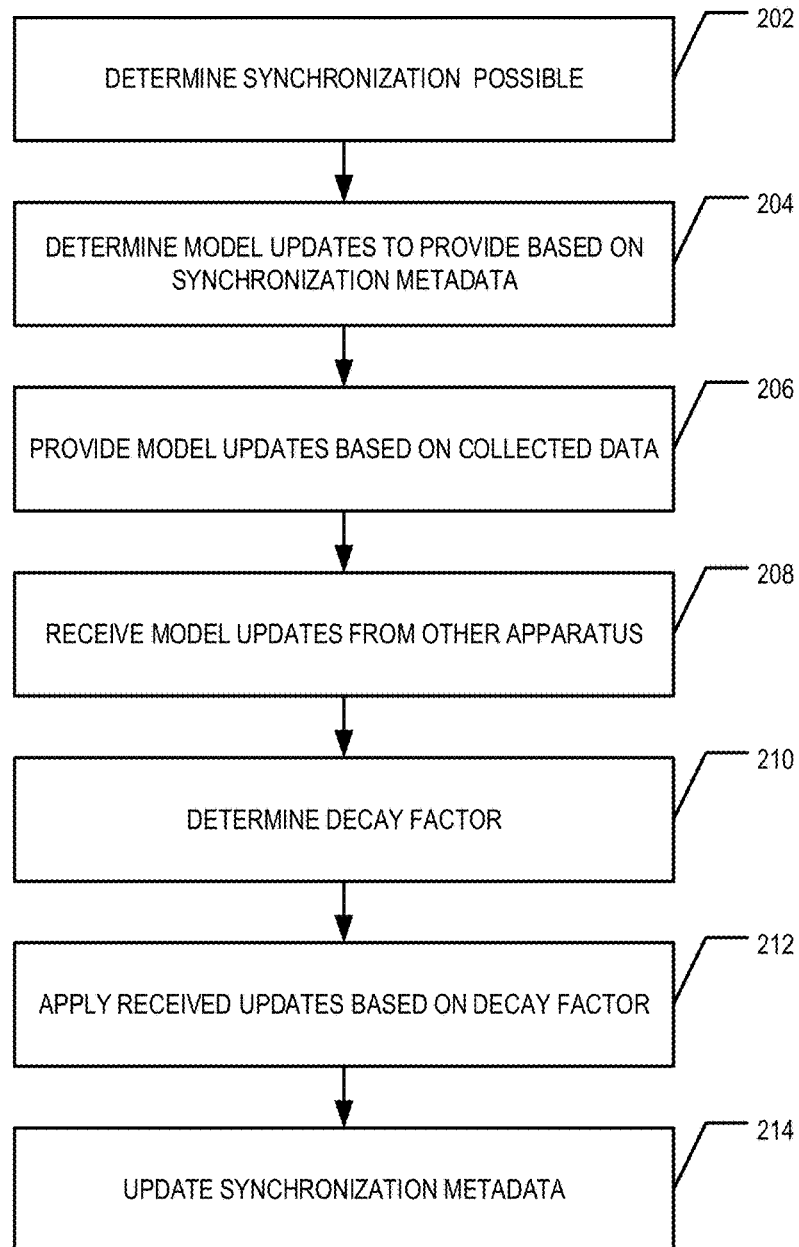 202
DETERMINE SYNCHRONIZATION POSSIBLE
204
DETERMINE MODEL UPDATES TO PROVIDE BASED ON
SYNCHRONIZATION METADATA
206
PROVIDE MODEL UPDATES BASED ON COLLECTED DATA
208
RECEIVE MODEL UPDATES FROM OTHER APPARATUS
210
DETERMINE DECAY FACTOR
212
APPLY RECEIVED UPDATES BASED ON DECAY FACTOR
214
UPDATE SYNCHRONIZATION METADATA